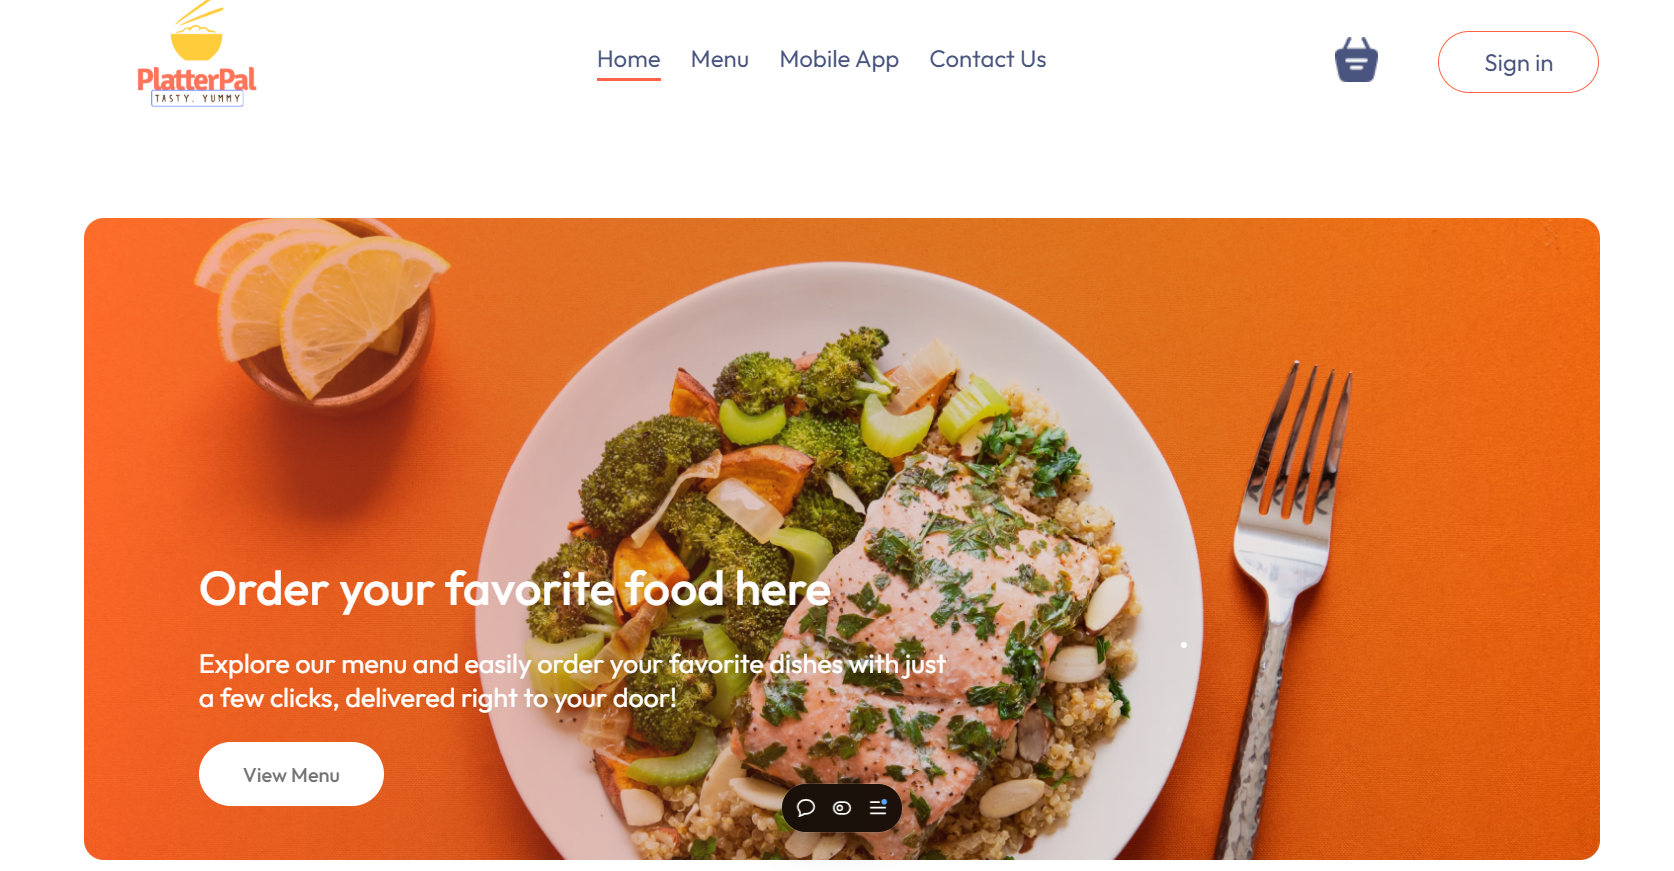 PlatterPal
TASTY. YUMMY
Home
Menu
Mobile App
Contact Us
Sign in
Order your favorite food here
Explore our menu and easily order your favorite dishes with just
a few clicks, delivered right to your door!
View Menu